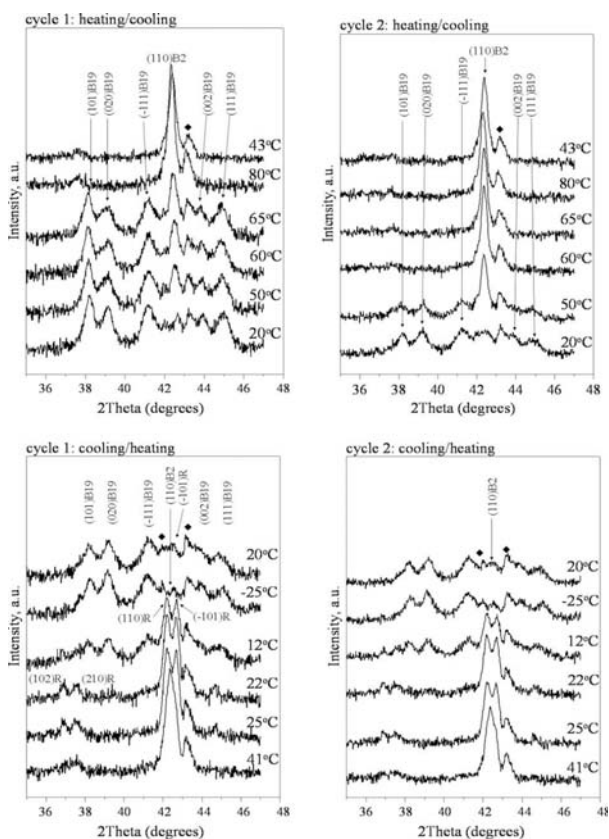 cycle 1: heating/cooling
(101)B19
(020)B19
(-111)B19
(110)B2
(002)B19
(111)B19
43°C
80°C
65°C
60°C
50°C
20°C
Intensity, a.u.
36 38 40 42 44 46 48
2Theta (degrees)
cycle 2: heating/cooling
(101)B19
(020)B19
(-111)B19
(110)B2
(002)B19
(111)B19
43°C
80°C
65°C
60°C
50°C
20°C
Intensity, a.u.
36 38 40 42 44 46 48
2Theta (degrees)
cycle 1: cooling/heating
(101)B19
(020)B19
(-111)B19
(110)B2
(-101)R
(002)B19
(111)B19
20°C
-25°C
(110)R
(-101)R
12°C
(102)R
(210)R
22°C
25°C
41°C
Intensity, a.u.
36 38 40 42 44 46 48
2Theta (degrees)
cycle 2: cooling/heating
(110)B2
20°C
-25°C
12°C
22°C
25°C
41°C
Intensity, a.u.
36 38 40 42 44 46 48
2Theta (degrees)